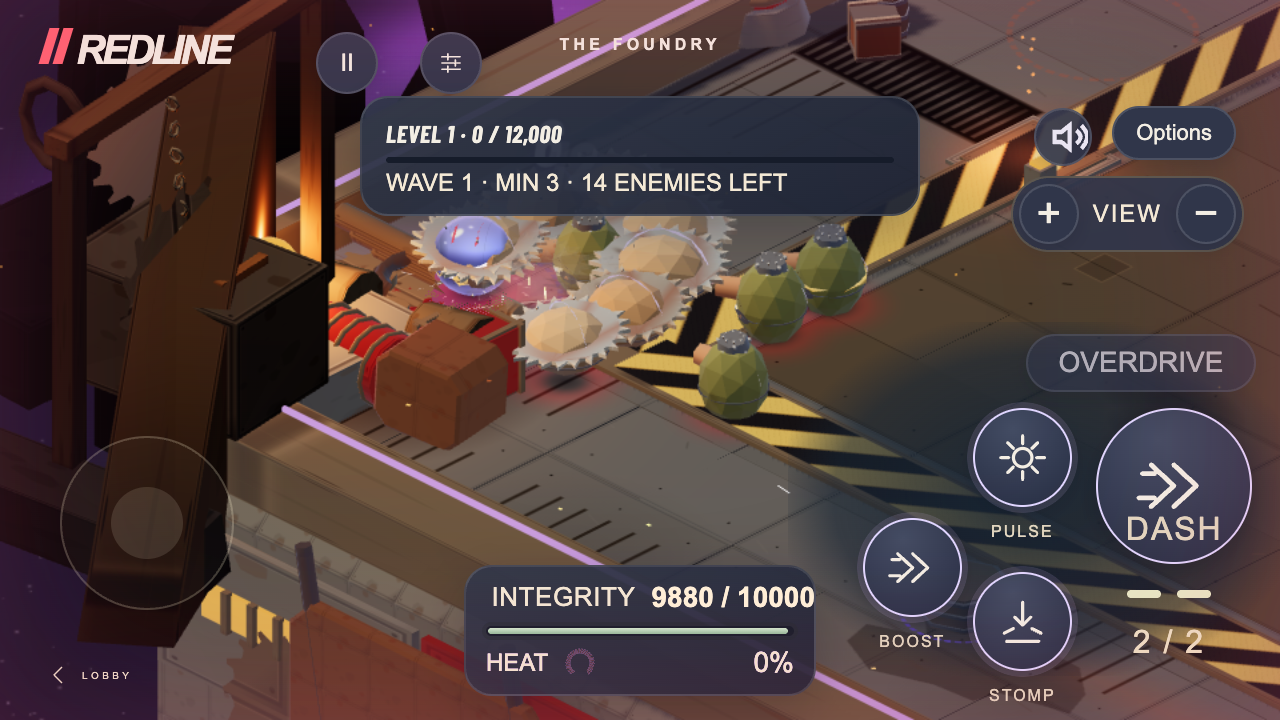 REDLINE
THE FOUNDRY
LEVEL 1 · 0 / 12,000
WAVE 1 · MIN 3 · 14 ENEMIES LEFT
Options
+ VIEW −
OVERDRIVE
PULSE
DASH
BOOST
STOMP
2 / 2
INTEGRITY 9880 / 10000
HEAT 0%
LOBBY